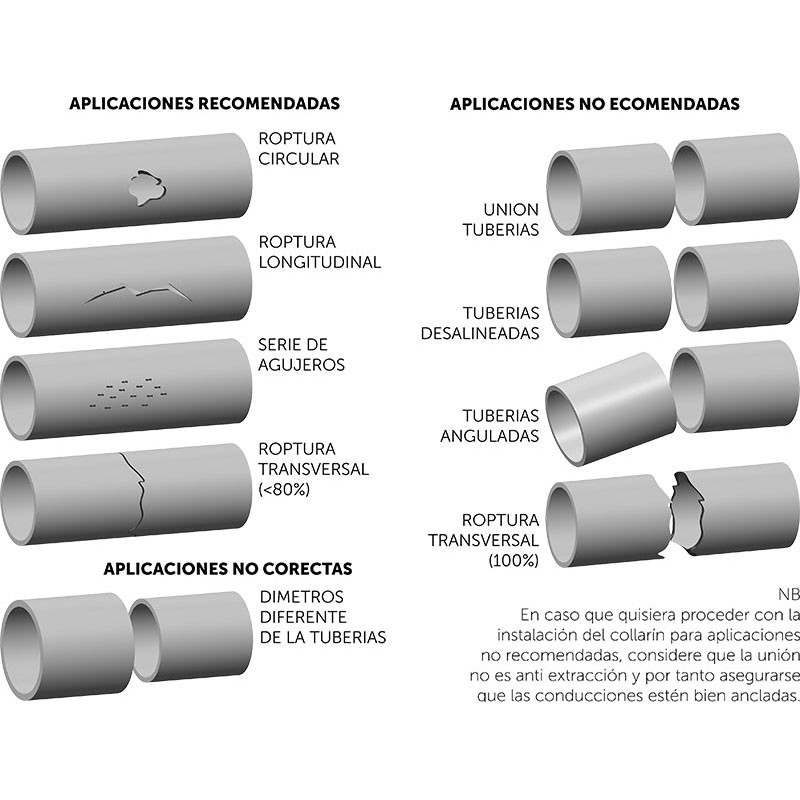 APLICACIONES RECOMENDADAS
ROPTURA
CIRCULAR
ROPTURA
LONGITUDINAL
SERIE DE
AGUJEROS
ROPTURA
TRANSVERSAL
(<80%)
APLICACIONES NO CORECTAS
DIMETROS
DIFERENTE
DE LA TUBERIAS
APLICACIONES NO ECOMENDADAS
UNION
TUBERIAS
TUBERIAS
DESALINEADAS
TUBERIAS
ANGULADAS
ROPTURA
TRANSVERSAL
(100%)
NB
En caso que quisiera proceder con la
instalación del collarín para aplicaciones
no recomendadas, considere que la unión
no es anti extracción y por tanto asegurarse
que las conducciones estén bien ancladas.